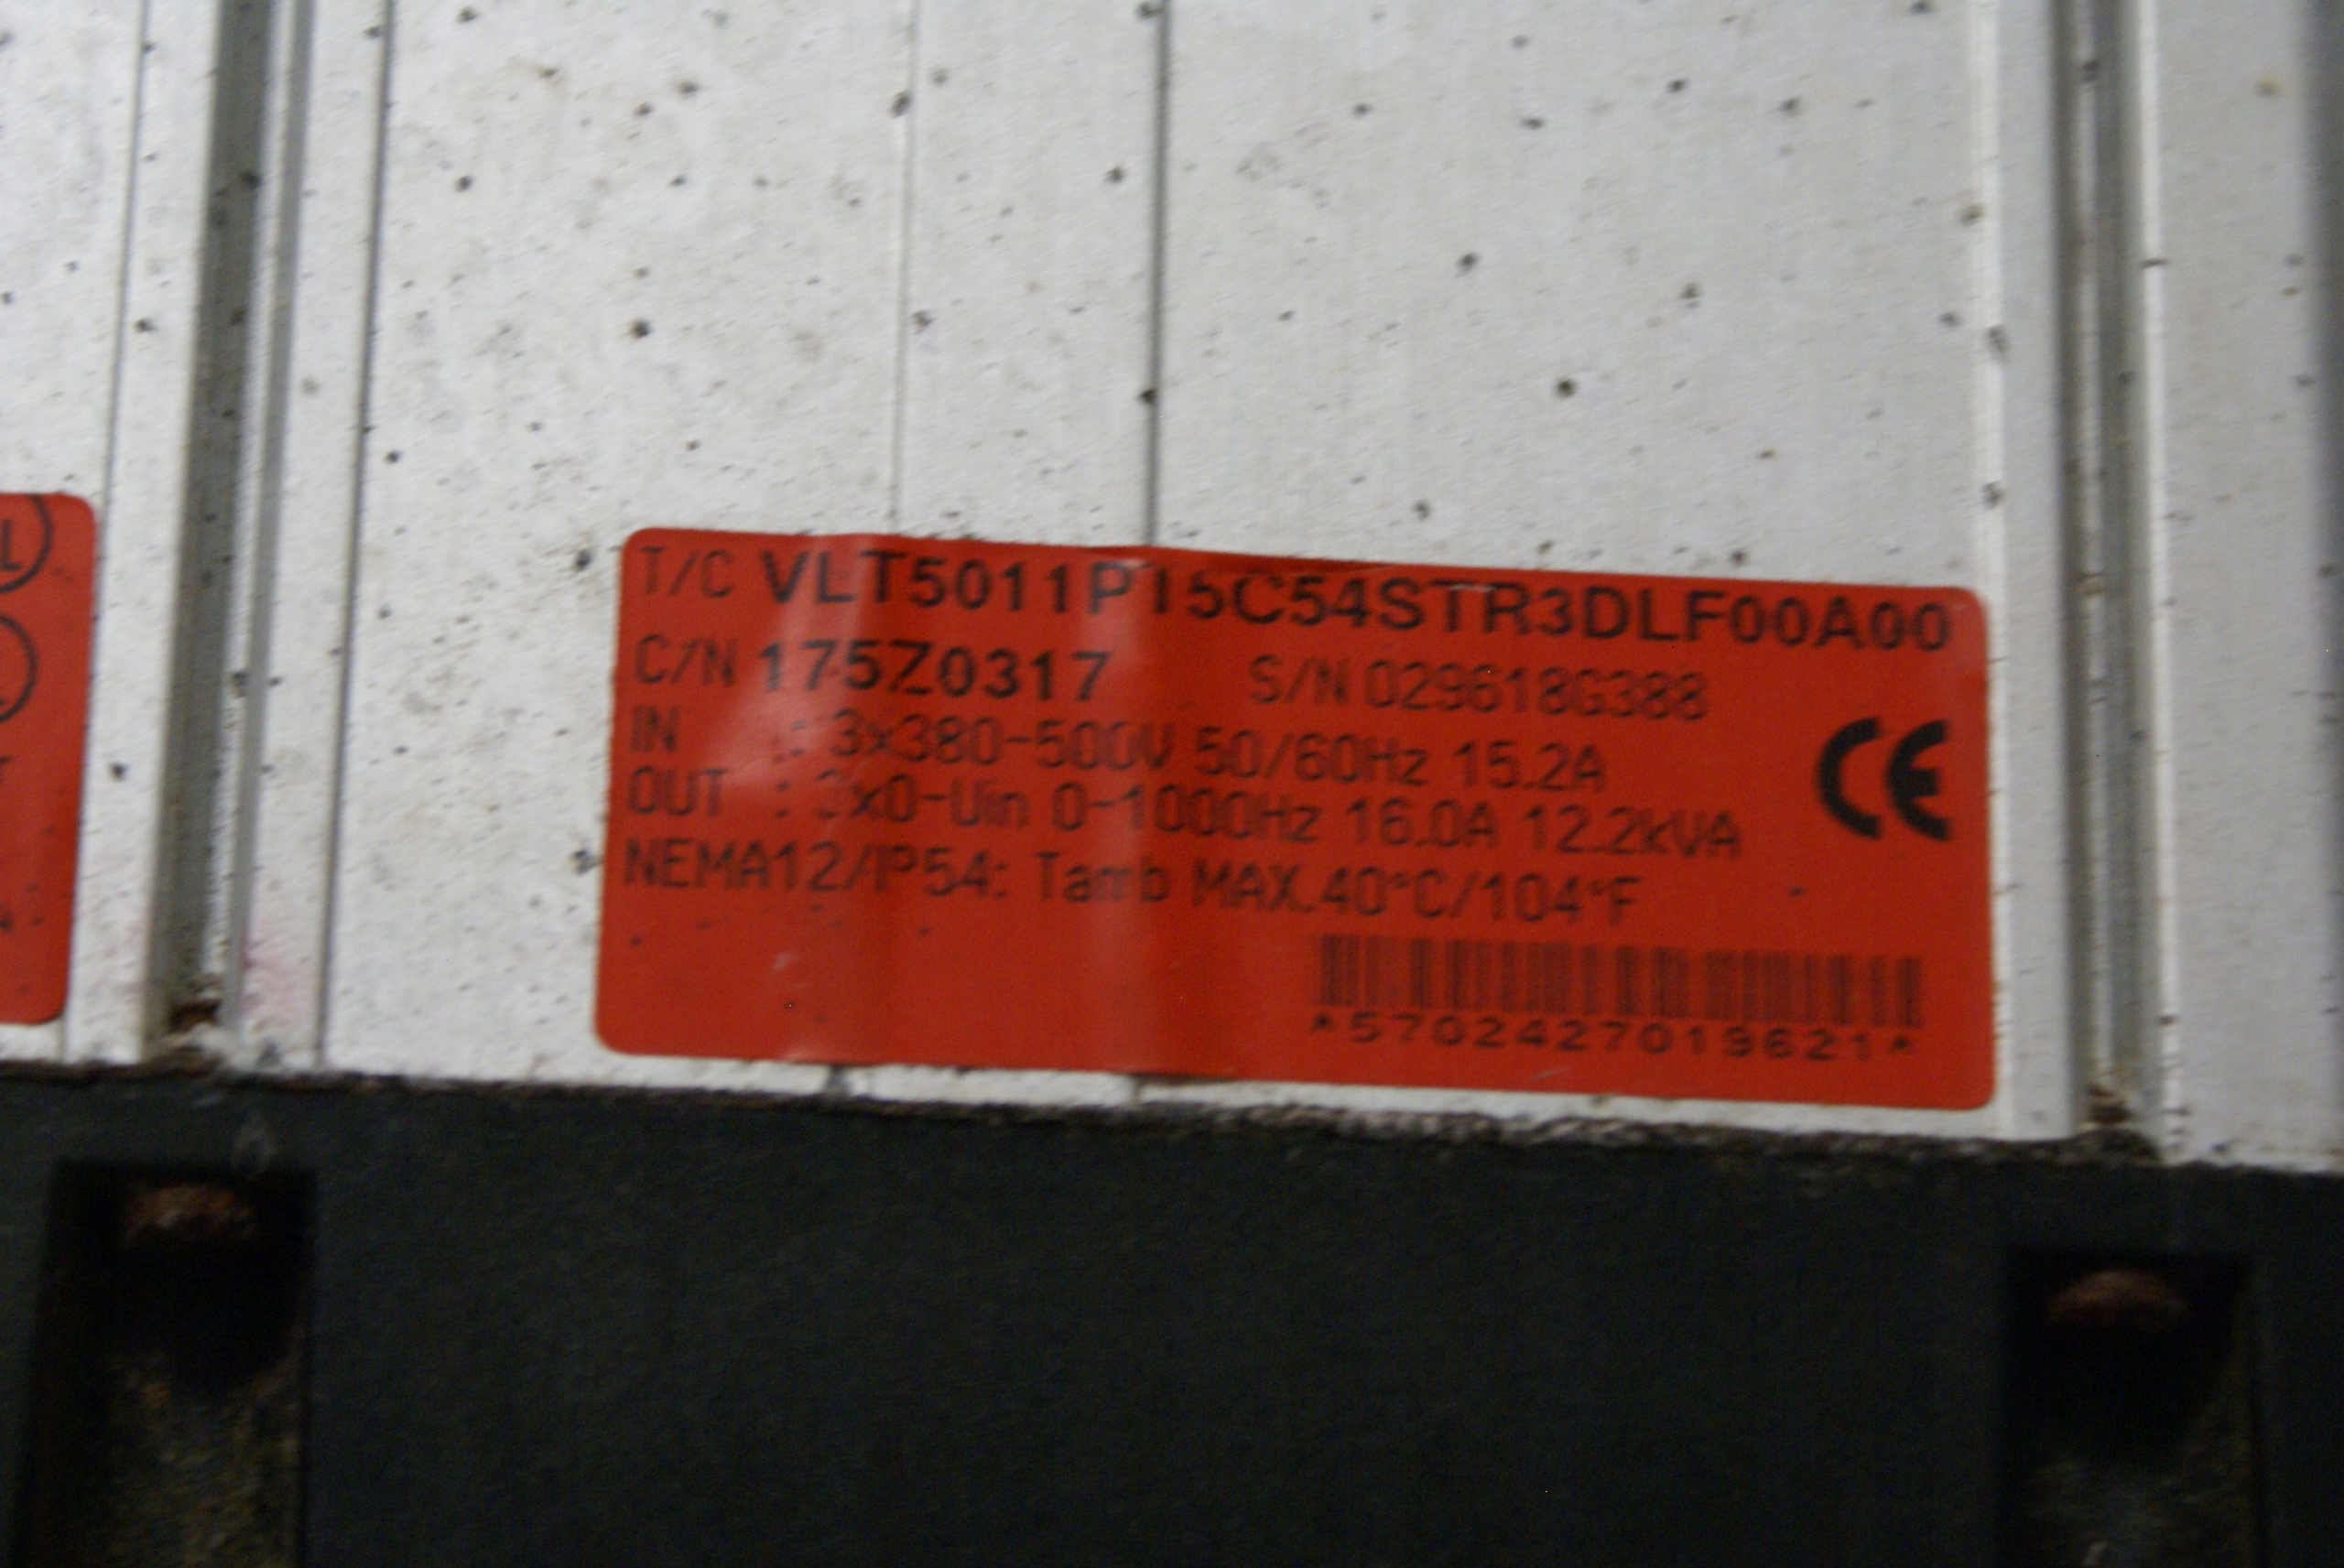 T/C VLT5011PT5C54STR3DLF00A00
C/N 175Z0317 S/N 029618G388
IN : 3x380-500V 50/60Hz 15.2A
OUT : 3x0-Uin 0-1000Hz 16.0A 12.2kVA
NEMA12/IP54: Tamb MAX.40°C/104°F
CE
*5702427019621*